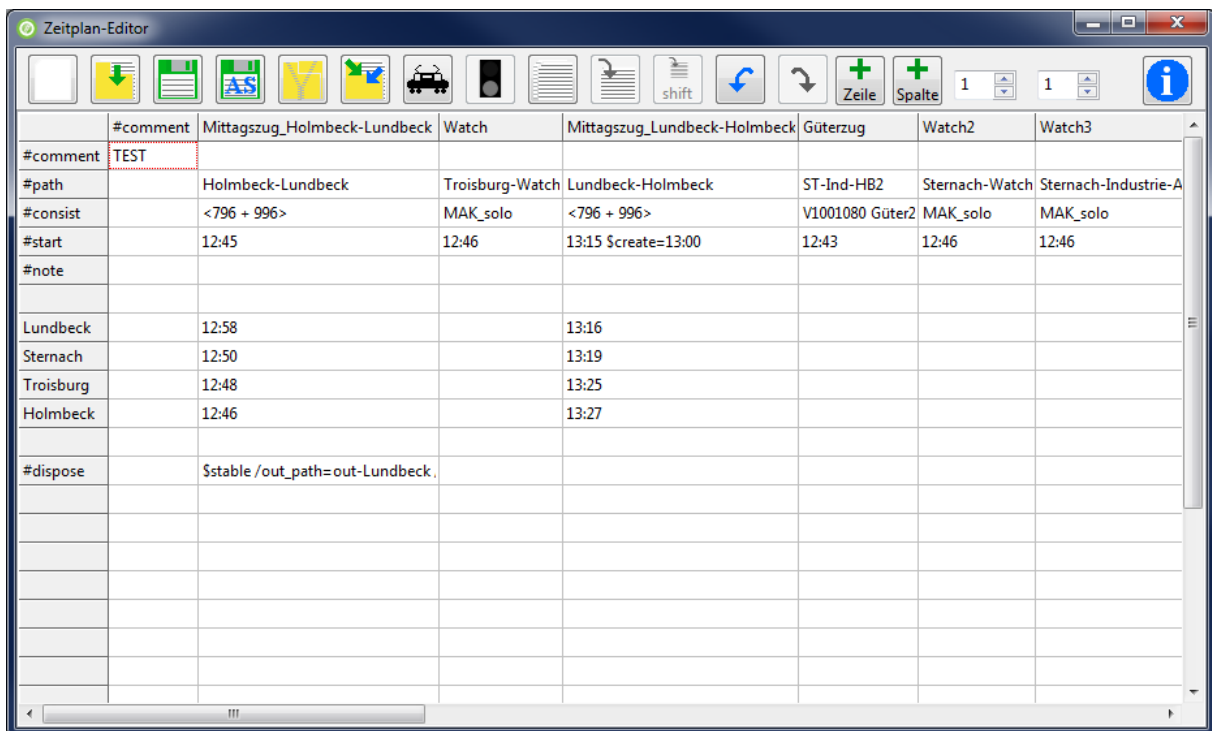 Zeitplan-Editor
AS shift Zeile Spalte 1 1
#comment Mittagszug_Holmbeck-Lundbeck Watch Mittagszug_Lundbeck-Holmbeck Güterzug Watch2 Watch3
#comment TEST
#path Holmbeck-Lundbeck Troisburg-Watch Lundbeck-Holmbeck ST-Ind-HB2 Sternach-Watch Sternach-Industrie-A
#consist <796 + 996> MAK_solo <796 + 996> V1001080 Güter2 MAK_solo MAK_solo
#start 12:45 12:46 13:15 $create=13:00 12:43 12:46 12:46
#note
Lundbeck 12:58 13:16
Sternach 12:50 13:19
Troisburg 12:48 13:25
Holmbeck 12:46 13:27
#dispose $stable /out_path=out-Lundbeck